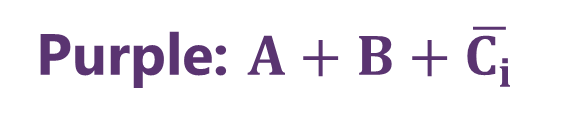 Purple: A + B + C̅ᵢ